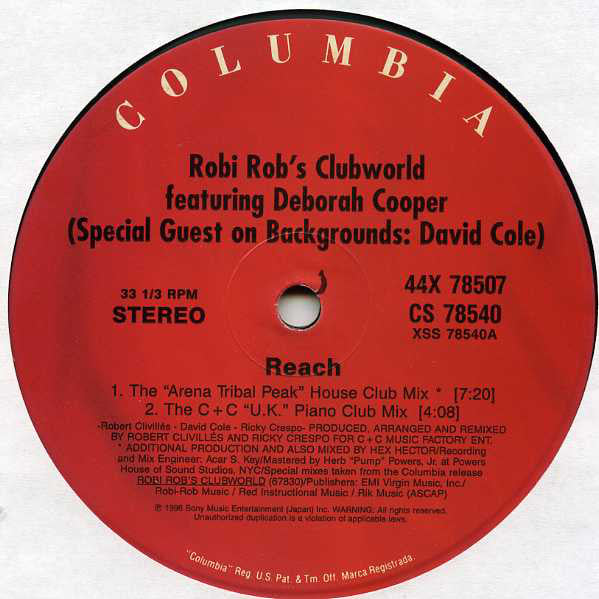 COLUMBIA
Robi Rob's Clubworld
featuring Deborah Cooper
(Special Guest on Backgrounds: David Cole)
33 1/3 RPM
STEREO
44X 78507
CS 78540
XSS 78540A
Reach
1. The "Arena Tribal Peak" House Club Mix * [7:20]
2. The C + C "U.K." Piano Club Mix [4:08]
-Robert Clivillés - David Cole - Ricky Crespo- PRODUCED, ARRANGED AND REMIXED
BY ROBERT CLIVILLÉS AND RICKY CRESPO FOR C + C MUSIC FACTORY ENT.
* ADDITIONAL PRODUCTION AND ALSO MIXED BY HEX HECTOR/Recording
and Mix Engineer: Acar S. Key/Mastered by Herb "Pump" Powers, Jr. at Powers
House of Sound Studios, NYC/Special mixes taken from the Columbia release
ROBI ROB'S CLUBWORLD (67830)/Publishers: EMI Virgin Music, Inc./
Robi-Rob Music / Red Instructional Music / Rik Music (ASCAP)
℗ 1996 Sony Music Entertainment (Japan) Inc. WARNING: All rights reserved.
Unauthorized duplication is a violation of applicable laws.
"Columbia" Reg. U.S. Pat. & Tm. Off. Marca Registrada.